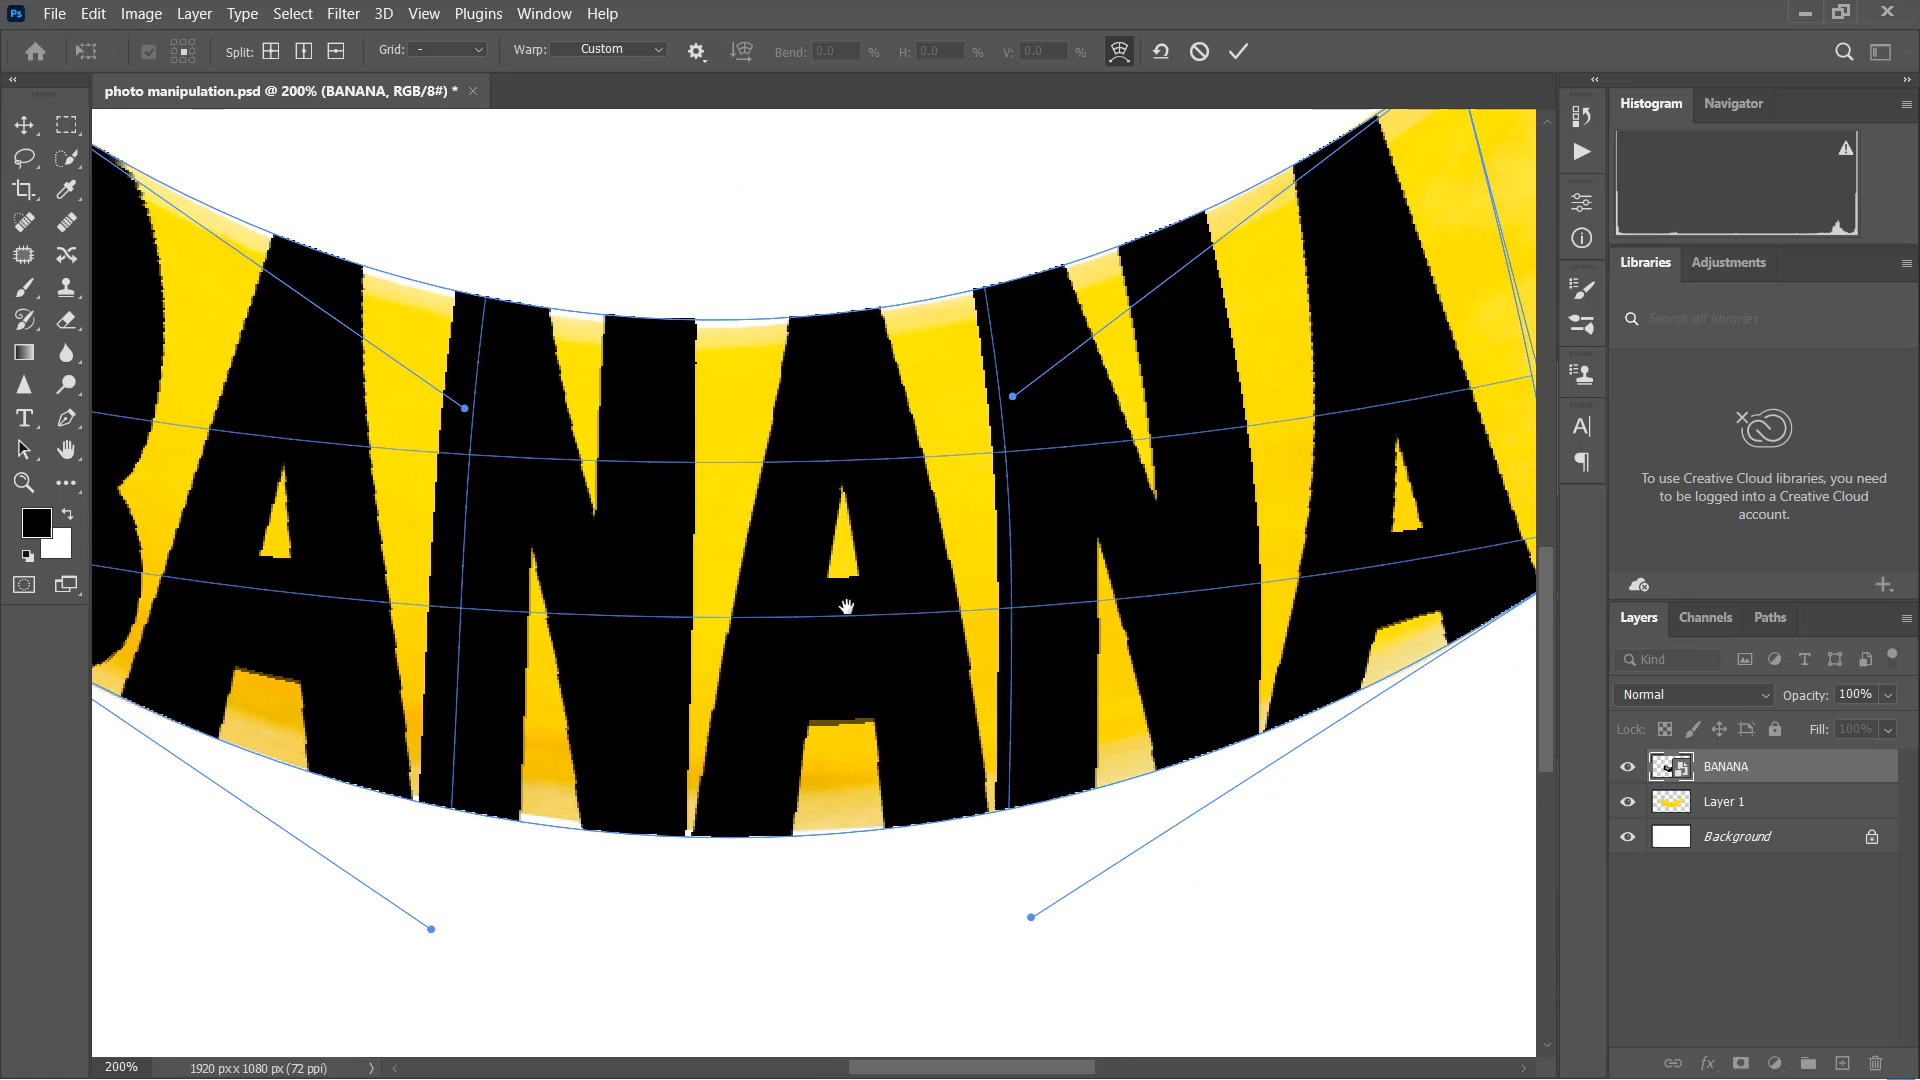 Ps File Edit Image Layer Type Select Filter 3D View Plugins Window Help
Split: Grid: - Warp: Custom Bend: 0.0 % H: 0.0 % V: 0.0 %
photo manipulation.psd @ 200% (BANANA, RGB/8#) *
BANANA
200% 1920 px x 1080 px (72 ppi)
Histogram Navigator
Libraries Adjustments
Search all libraries
To use Creative Cloud libraries, you need
to be logged into a Creative Cloud
account.
Layers Channels Paths
Kind
Normal Opacity: 100%
Lock: Fill: 100%
BANANA
Layer 1
Background
fx